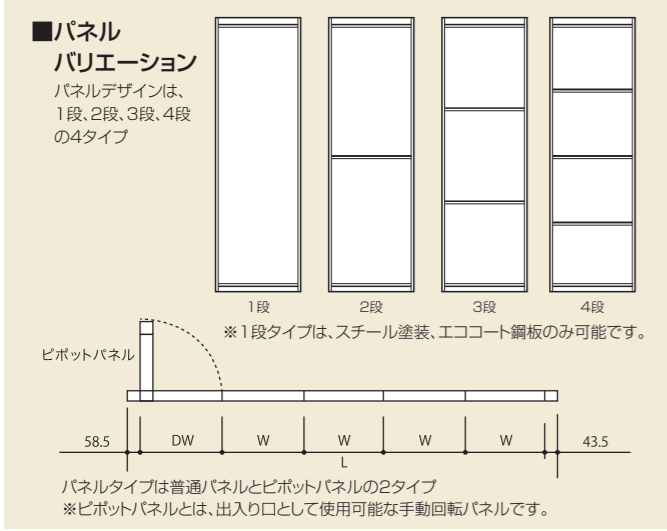 ■パネル
バリエーション
パネルデザインは、
1段、2段、3段、4段
の4タイプ
1段
2段
3段
4段
※1段タイプは、スチール塗装、エココート鋼板のみ可能です。
ピボットパネル
58.5
DW
W
W
W
W
43.5
L
パネルタイプは普通パネルとピボットパネルの2タイプ
※ピボットパネルとは、出入り口として使用可能な手動回転パネルです。